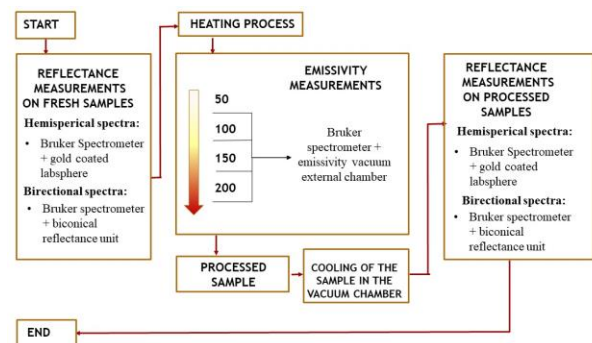 START
REFLECTANCE
MEASUREMENTS
ON FRESH SAMPLES
Hemisperical spectra:
• Bruker Spectrometer
+ gold coated
labsphere
Birectional spectra:
• Bruker spectrometer
+ biconical
reflectance unit
HEATING PROCESS
EMISSIVITY
MEASUREMENTS
50
100
150
200
Bruker
spectrometer +
emissivity vacuum
external chamber
PROCESSED
SAMPLE
COOLING OF THE
SAMPLE IN THE
VACUUM CHAMBER
REFLECTANCE
MEASUREMENTS
ON PROCESSED
SAMPLES
Hemisperical spectra:
• Bruker Spectrometer
+ gold coated
labsphere
Birectional spectra:
• Bruker spectrometer
+ biconical
reflectance unit
END